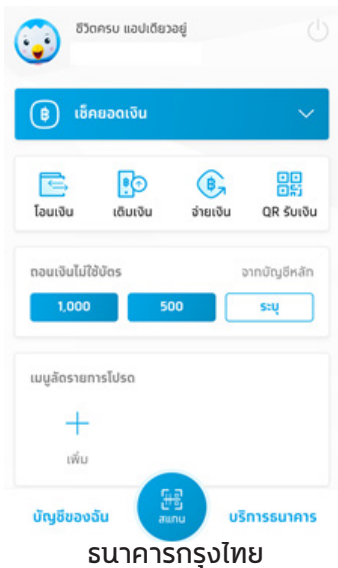 ชีวิตครบ แอปเดียวอยู่
฿ เช็คยอดเงิน
โอนเงิน เติมเงิน จ่ายเงิน QR รับเงิน
ถอนเงินไม่ใช้บัตร จากบัญชีหลัก
1,000 500 ระบุ
เมนูลัดรายการโปรด
เพิ่ม
บัญชีของฉัน สแกน บริการธนาคาร
ธนาคารกรุงไทย